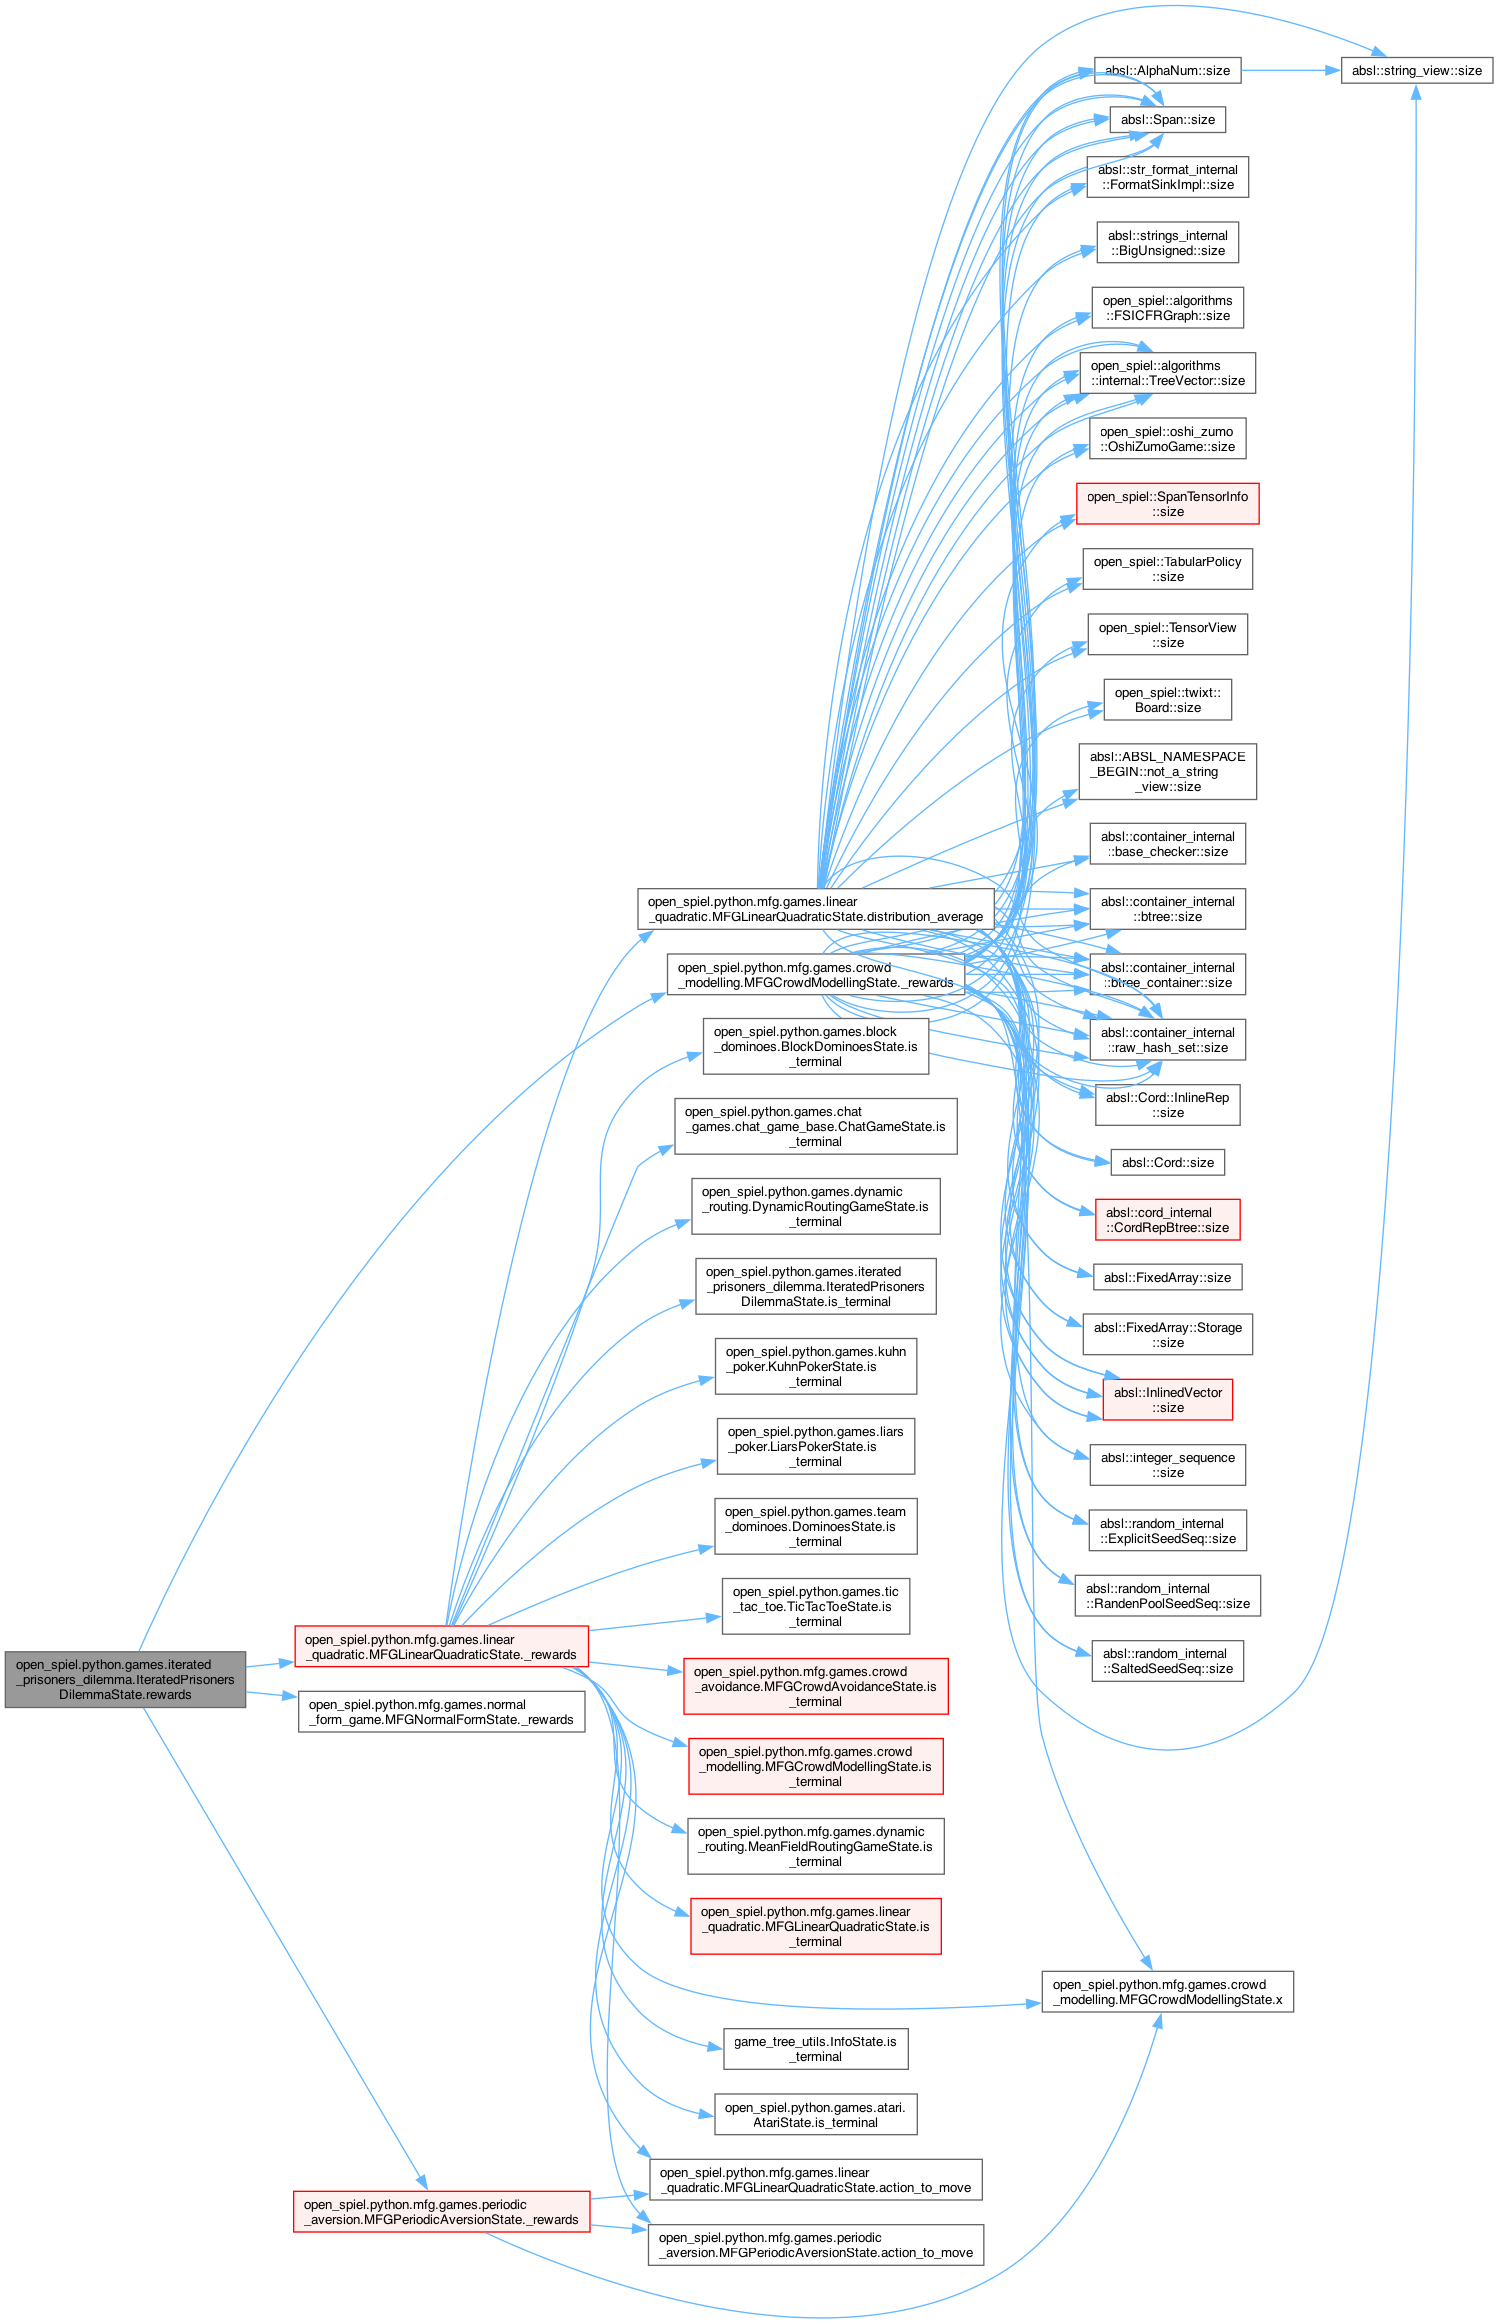 open_spiel.python.games.iterated
_prisoners_dilemma.IteratedPrisoners
DilemmaState.rewards
open_spiel.python.mfg.games.linear
_quadratic.MFGLinearQuadraticState._rewards
open_spiel.python.mfg.games.normal
_form_game.MFGNormalFormState._rewards
open_spiel.python.mfg.games.periodic
_aversion.MFGPeriodicAversionState._rewards
open_spiel.python.mfg.games.linear
_quadratic.MFGLinearQuadraticState.distribution_average
open_spiel.python.mfg.games.crowd
_modelling.MFGCrowdModellingState._rewards
open_spiel.python.games.block
_dominoes.BlockDominoesState.is
_terminal
open_spiel.python.games.chat
_games.chat_game_base.ChatGameState.is
_terminal
open_spiel.python.games.dynamic
_routing.DynamicRoutingGameState.is
_terminal
open_spiel.python.games.iterated
_prisoners_dilemma.IteratedPrisoners
DilemmaState.is_terminal
open_spiel.python.games.kuhn
_poker.KuhnPokerState.is
_terminal
open_spiel.python.games.liars
_poker.LiarsPokerState.is
_terminal
open_spiel.python.games.team
_dominoes.DominoesState.is
_terminal
open_spiel.python.games.tic
_tac_toe.TicTacToeState.is
_terminal
open_spiel.python.mfg.games.crowd
_avoidance.MFGCrowdAvoidanceState.is
_terminal
open_spiel.python.mfg.games.crowd
_modelling.MFGCrowdModellingState.is
_terminal
open_spiel.python.mfg.games.dynamic
_routing.MeanFieldRoutingGameState.is
_terminal
open_spiel.python.mfg.games.linear
_quadratic.MFGLinearQuadraticState.is
_terminal
game_tree_utils.InfoState.is
_terminal
open_spiel.python.games.atari.
AtariState.is_terminal
open_spiel.python.mfg.games.linear
_quadratic.MFGLinearQuadraticState.action_to_move
open_spiel.python.mfg.games.periodic
_aversion.MFGPeriodicAversionState.action_to_move
absl::AlphaNum::size
absl::Span::size
absl::str_format_internal
::FormatSinkImpl::size
absl::strings_internal
::BigUnsigned::size
open_spiel::algorithms
::FSICFRGraph::size
open_spiel::algorithms
::internal::TreeVector::size
open_spiel::oshi_zumo
::OshiZumoGame::size
open_spiel::SpanTensorInfo
::size
open_spiel::TabularPolicy
::size
open_spiel::TensorView
::size
open_spiel::twixt::
Board::size
absl::ABSL_NAMESPACE
_BEGIN::not_a_string
_view::size
absl::container_internal
::base_checker::size
absl::container_internal
::btree::size
absl::container_internal
::btree_container::size
absl::container_internal
::raw_hash_set::size
absl::Cord::InlineRep
::size
absl::Cord::size
absl::cord_internal
::CordRepBtree::size
absl::FixedArray::size
absl::FixedArray::Storage
::size
absl::InlinedVector
::size
absl::integer_sequence
::size
absl::random_internal
::ExplicitSeedSeq::size
absl::random_internal
::RandenPoolSeedSeq::size
absl::random_internal
::SaltedSeedSeq::size
open_spiel.python.mfg.games.crowd
_modelling.MFGCrowdModellingState.x
absl::string_view::size